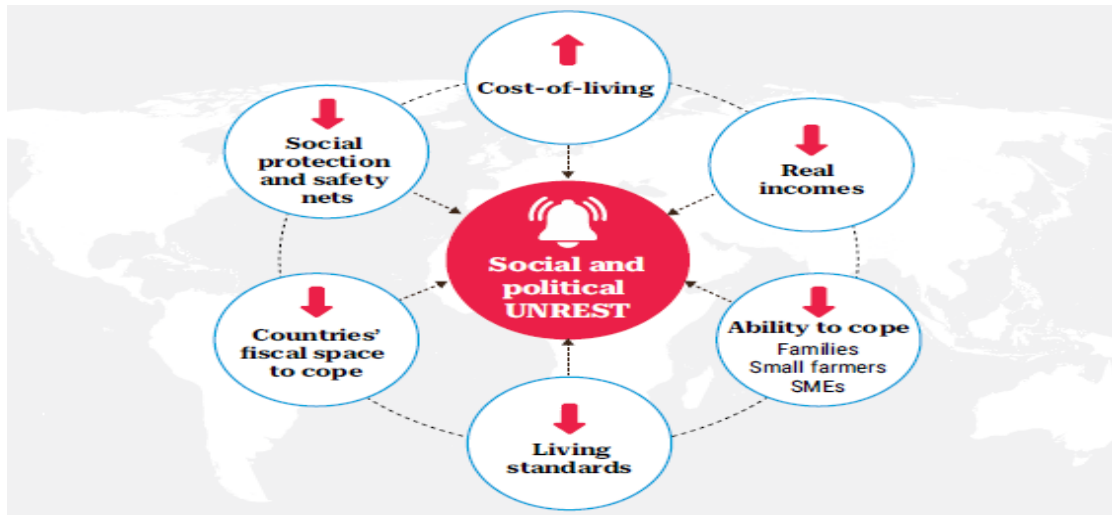 Cost-of-living
Social
protection
and safety
nets
Real
incomes
Social and
political
UNREST
Countries'
fiscal space
to cope
Ability to cope
Families
Small farmers
SMEs
Living
standards